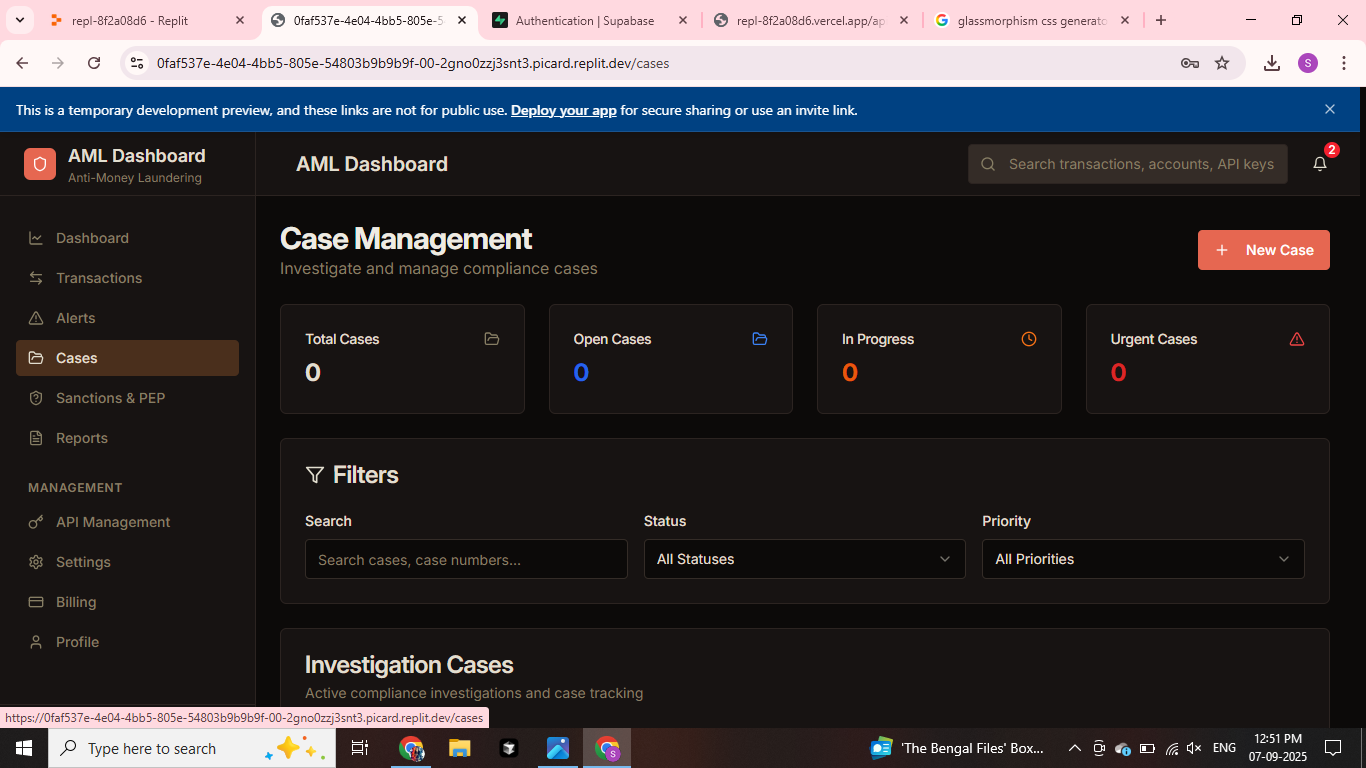 repl-8f2a08d6 - Replit
0faf537e-4e04-4bb5-805e-5
Authentication | Supabase
repl-8f2a08d6.vercel.app/ap
glassmorphism css generato
0faf537e-4e04-4bb5-805e-54803b9b9b9f-00-2gno0zzj3snt3.picard.replit.dev/cases
S
This is a temporary development preview, and these links are not for public use. Deploy your app for secure sharing or use an invite link.
AML Dashboard
Anti-Money Laundering
AML Dashboard
Search transactions, accounts, API keys
2
Dashboard
Transactions
Alerts
Cases
Sanctions & PEP
Reports
MANAGEMENT
API Management
Settings
Billing
Profile
Case Management
Investigate and manage compliance cases
New Case
Total Cases
0
Open Cases
0
In Progress
0
Urgent Cases
0
Filters
Search
Search cases, case numbers...
Status
All Statuses
Priority
All Priorities
Investigation Cases
Active compliance investigations and case tracking
https://0faf537e-4e04-4bb5-805e-54803b9b9b9f-00-2gno0zzj3snt3.picard.replit.dev/cases
Type here to search
S
'The Bengal Files' Box...
ENG
12:51 PM
07-09-2025